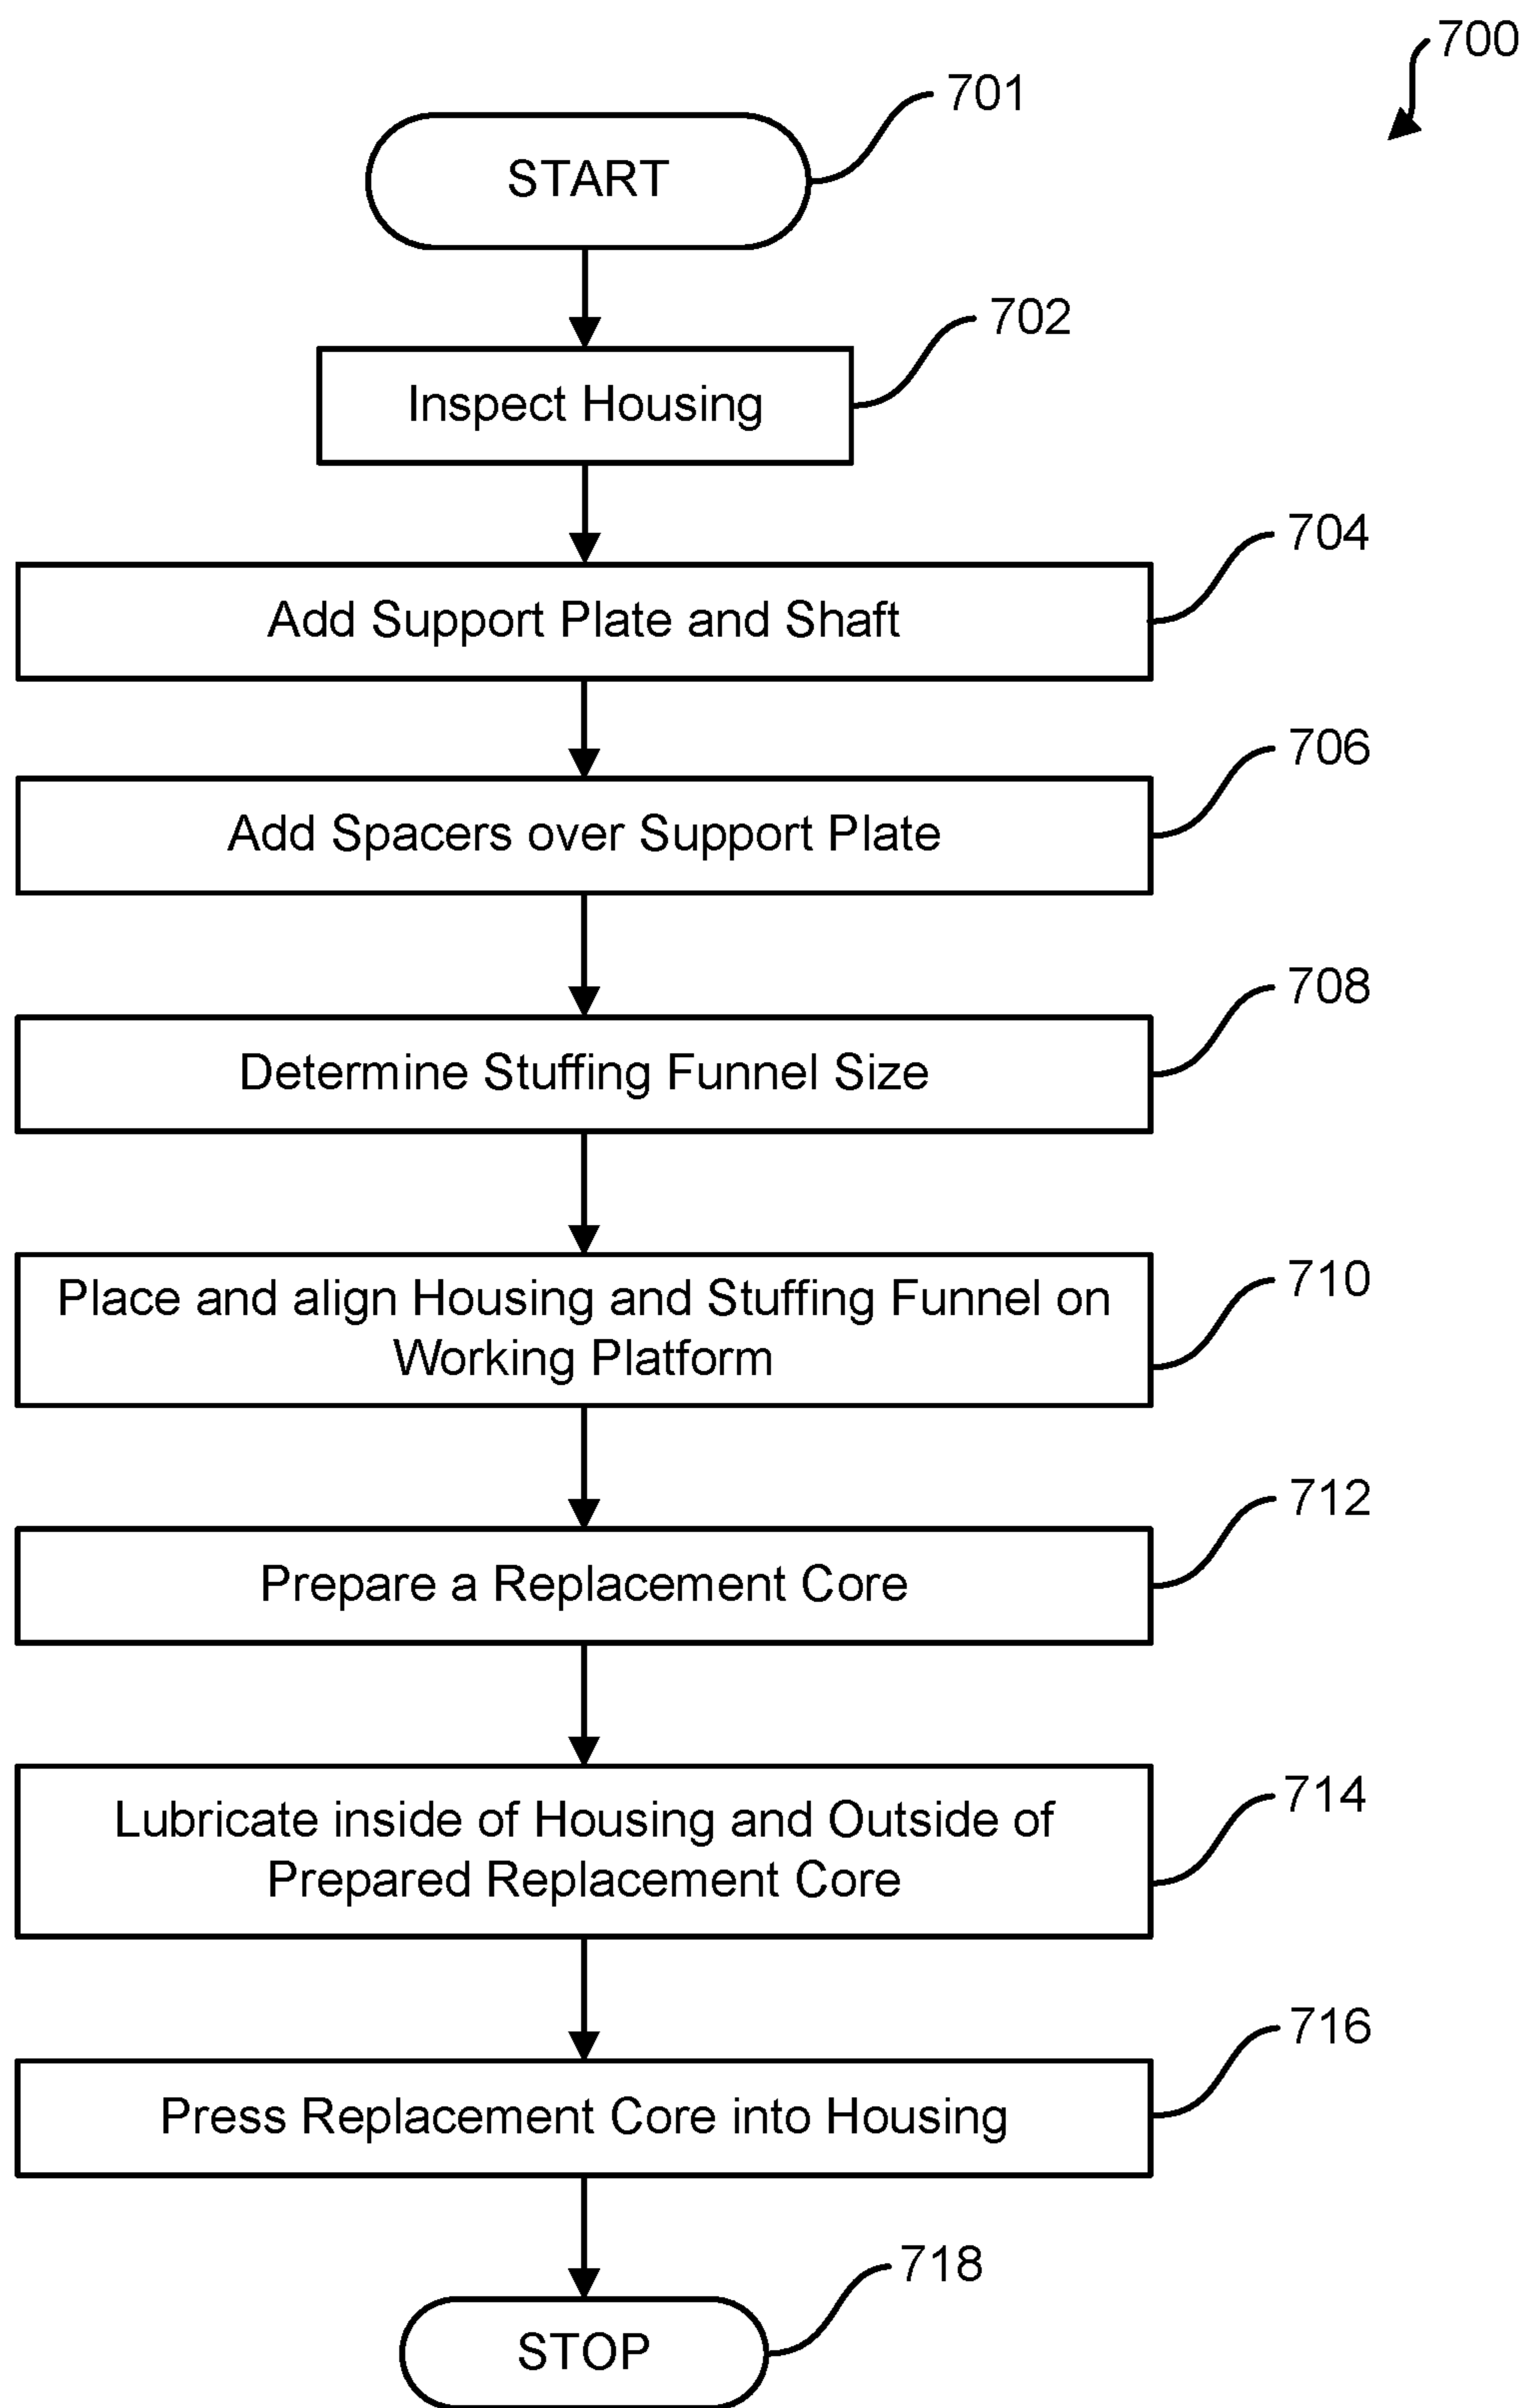 700
701
START
702
Inspect Housing
704
Add Support Plate and Shaft
706
Add Spacers over Support Plate
708
Determine Stuffing Funnel Size
710
Place and align Housing and Stuffing Funnel on
Working Platform
712
Prepare a Replacement Core
714
Lubricate inside of Housing and Outside of
Prepared Replacement Core
716
Press Replacement Core into Housing
718
STOP